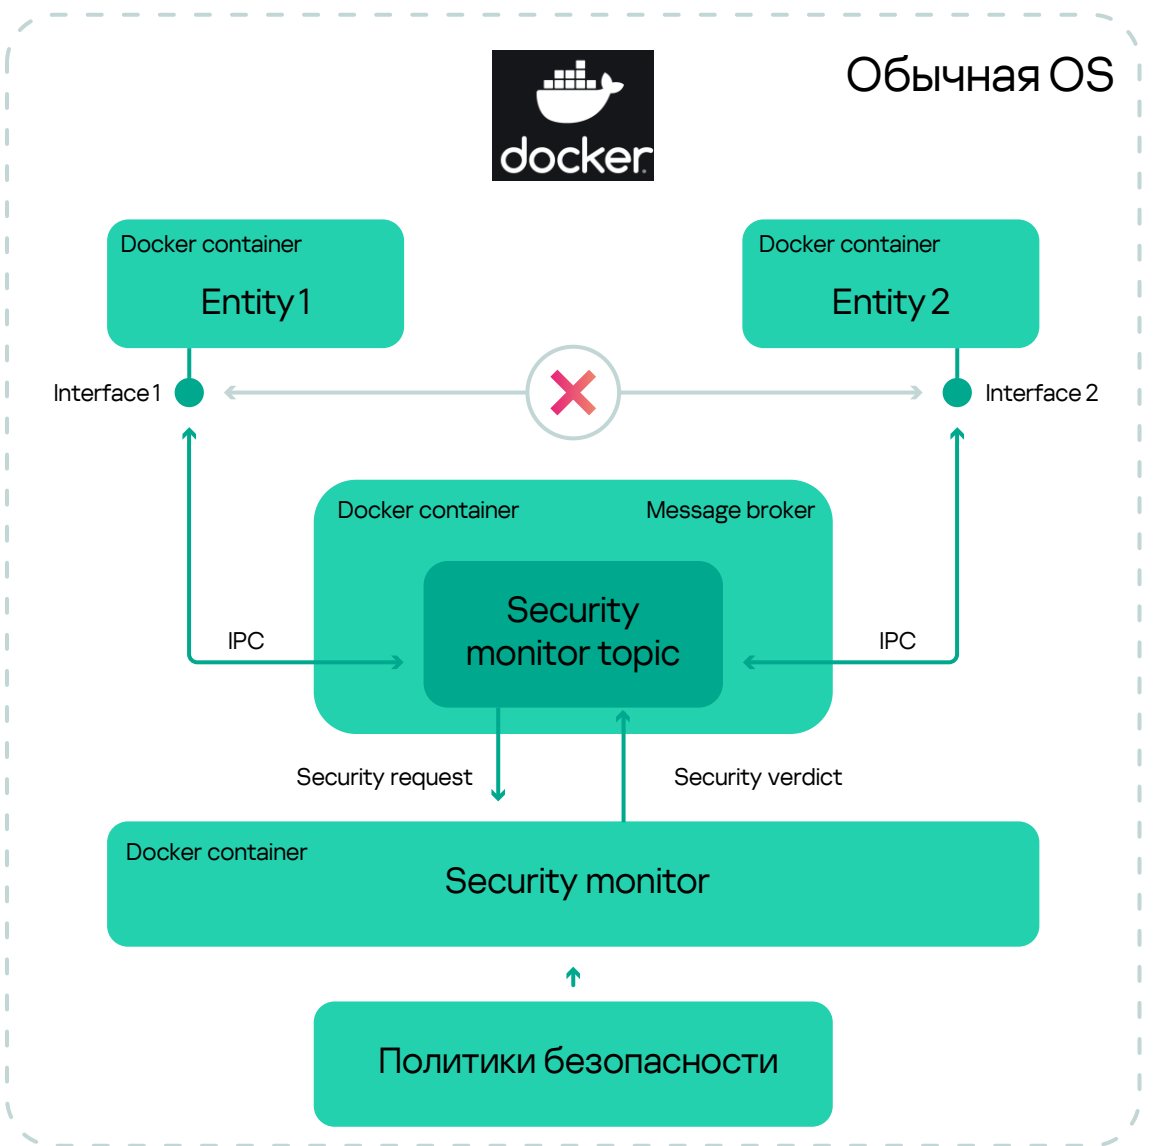 Обычная OS
docker
Docker container
Entity 1
Docker container
Entity 2
Interface 1
Interface 2
Docker container
Message broker
Security
monitor topic
IPC
IPC
Security request
Security verdict
Docker container
Security monitor
Политики безопасности